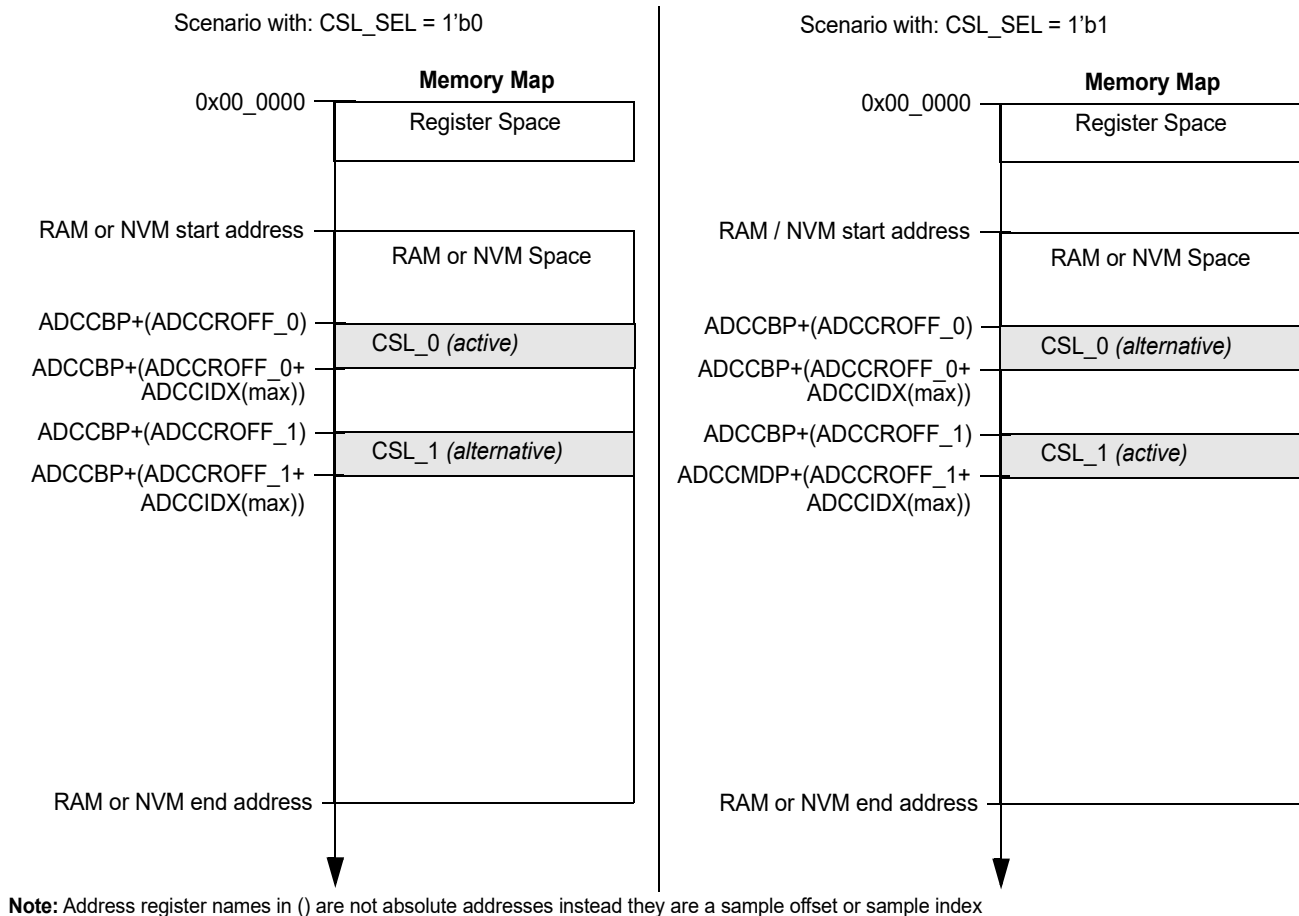 Scenario with: CSL_SEL = 1’b0
Memory Map
0x00_0000
Register Space
RAM or NVM start address
RAM or NVM Space
ADCCBP+(ADCCROFF_0)
CSL_0 (active)
ADCCBP+(ADCCROFF_0+
ADCCIDX(max))
ADCCBP+(ADCCROFF_1)
CSL_1 (alternative)
ADCCBP+(ADCCROFF_1+
ADCCIDX(max))
RAM or NVM end address
Scenario with: CSL_SEL = 1’b1
Memory Map
0x00_0000
Register Space
RAM / NVM start address
RAM or NVM Space
ADCCBP+(ADCCROFF_0)
CSL_0 (alternative)
ADCCBP+(ADCCROFF_0+
ADCCIDX(max))
ADCCBP+(ADCCROFF_1)
CSL_1 (active)
ADCCMDP+(ADCCROFF_1+
ADCCIDX(max))
RAM or NVM end address
Note: Address register names in () are not absolute addresses instead they are a sample offset or sample index